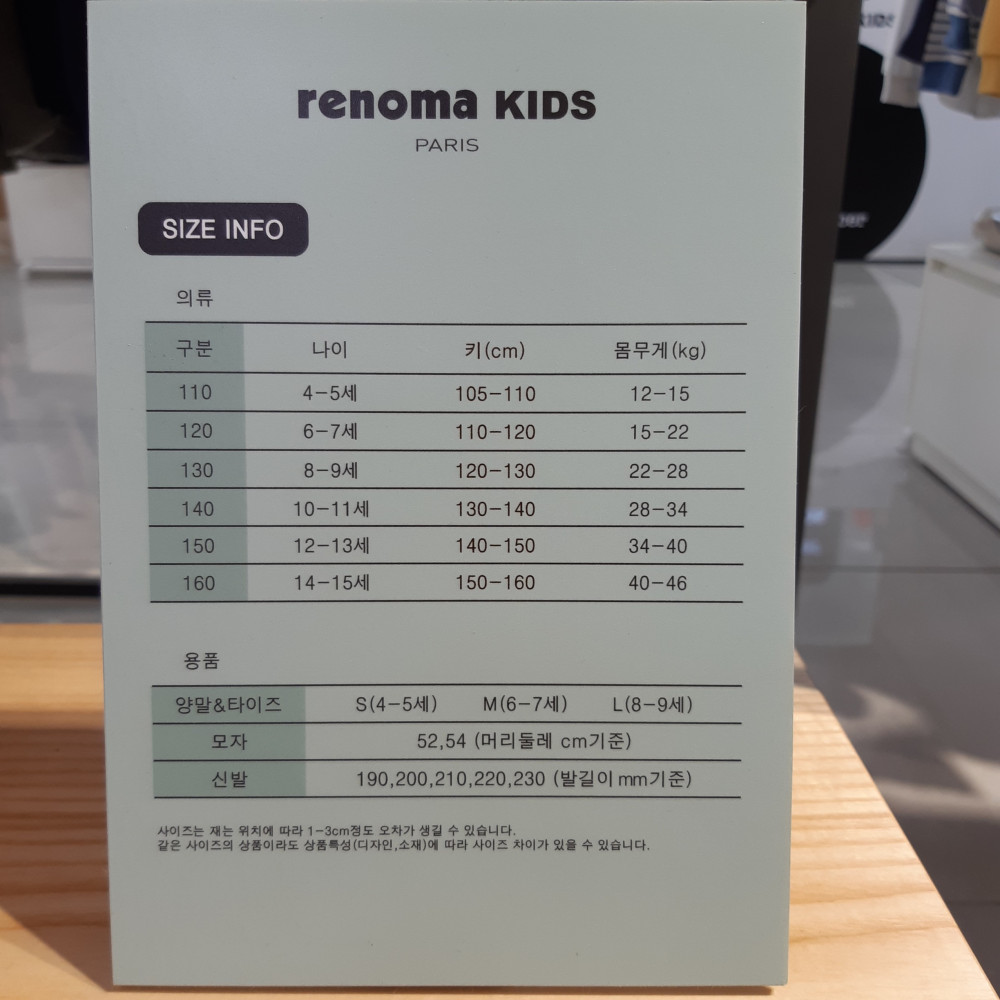 renoma KIDS
PARIS
SIZE INFO
의류
구분 나이 키(cm) 몸무게(kg)
110 4-5세 105-110 12-15
120 6-7세 110-120 15-22
130 8-9세 120-130 22-28
140 10-11세 130-140 28-34
150 12-13세 140-150 34-40
160 14-15세 150-160 40-46
용품
양말&타이즈 S(4-5세) M(6-7세) L(8-9세)
모자 52,54 (머리둘레 cm기준)
신발 190,200,210,220,230 (발길이 mm기준)
사이즈는 재는 위치에 따라 1-3cm정도 오차가 생길 수 있습니다.
같은 사이즈의 상품이라도 상품특성(디자인,소재)에 따라 사이즈 차이가 있을 수 있습니다.